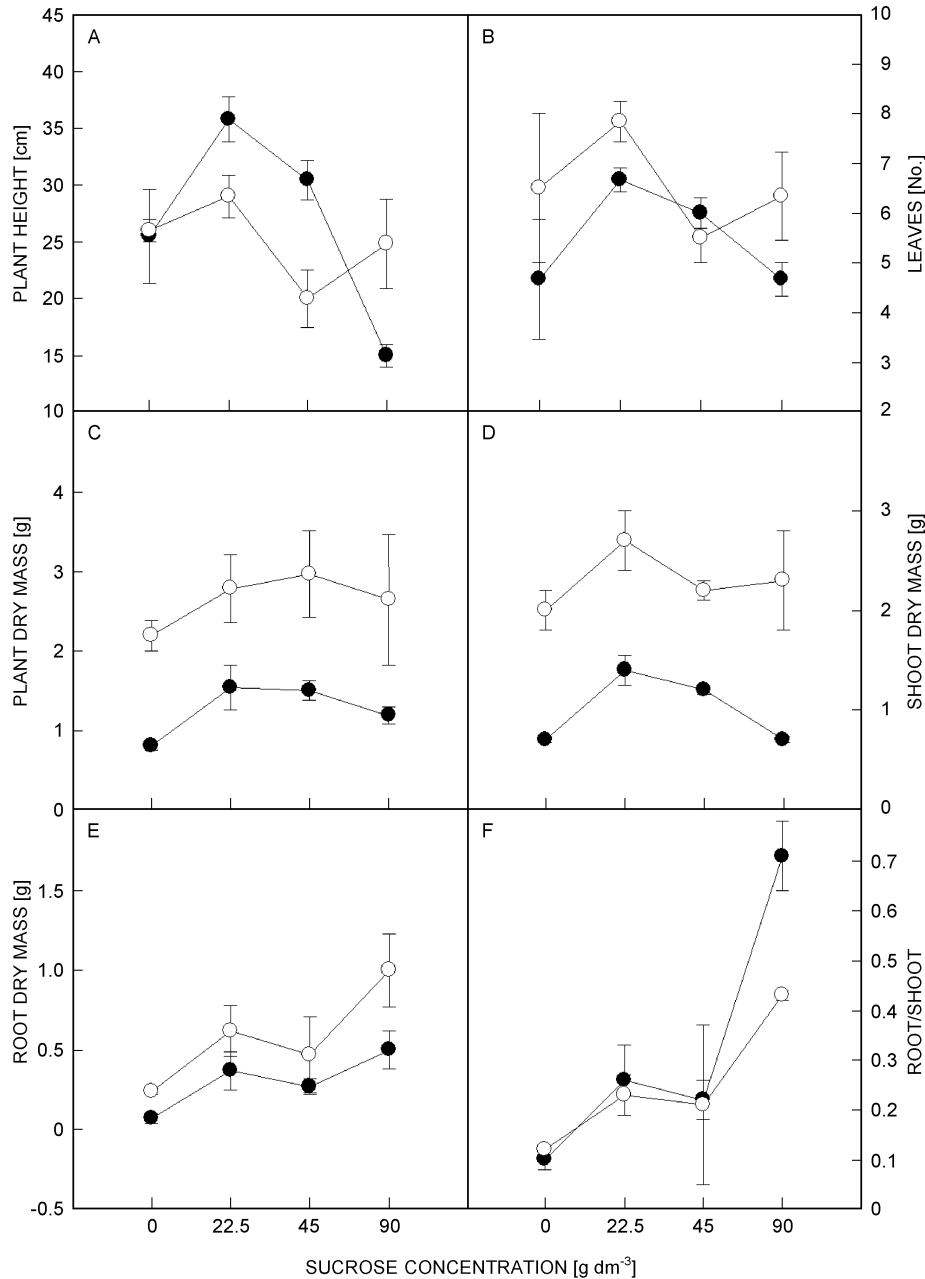 A
45
40
35
30
25
20
15
10
PLANT HEIGHT [cm]
B
10
9
8
7
6
5
4
3
2
LEAVES [No.]
C
4
3
2
1
0
PLANT DRY MASS [g]
D
3
2
1
0
SHOOT DRY MASS [g]
E
1.5
1.0
0.5
0
-0.5
ROOT DRY MASS [g]
F
0.7
0.6
0.5
0.4
0.3
0.2
0.1
0
ROOT/SHOOT
0 22.5 45 90 0 22.5 45 90
SUCROSE CONCENTRATION [g dm⁻³]